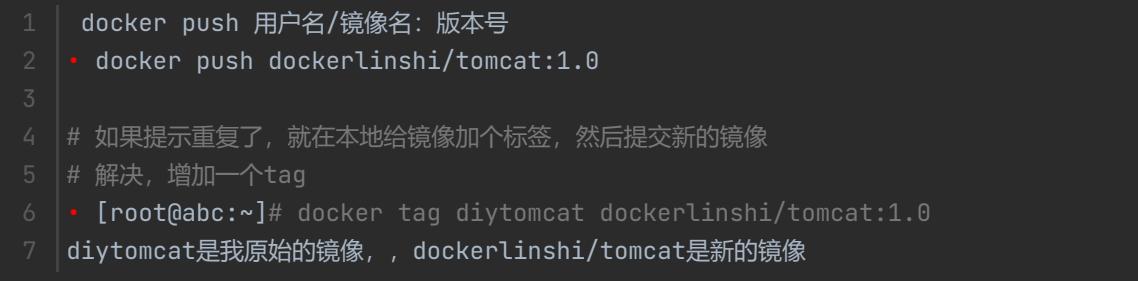 1 docker push 用户名/镜像名：版本号
2 • docker push dockerlinshi/tomcat:1.0
3
4 # 如果提示重复了，就在本地给镜像加个标签，然后提交新的镜像
5 # 解决，增加一个tag
6 • [root@abc:~]# docker tag diytomcat dockerlinshi/tomcat:1.0
7 diytomcat是我原始的镜像，，dockerlinshi/tomcat是新的镜像